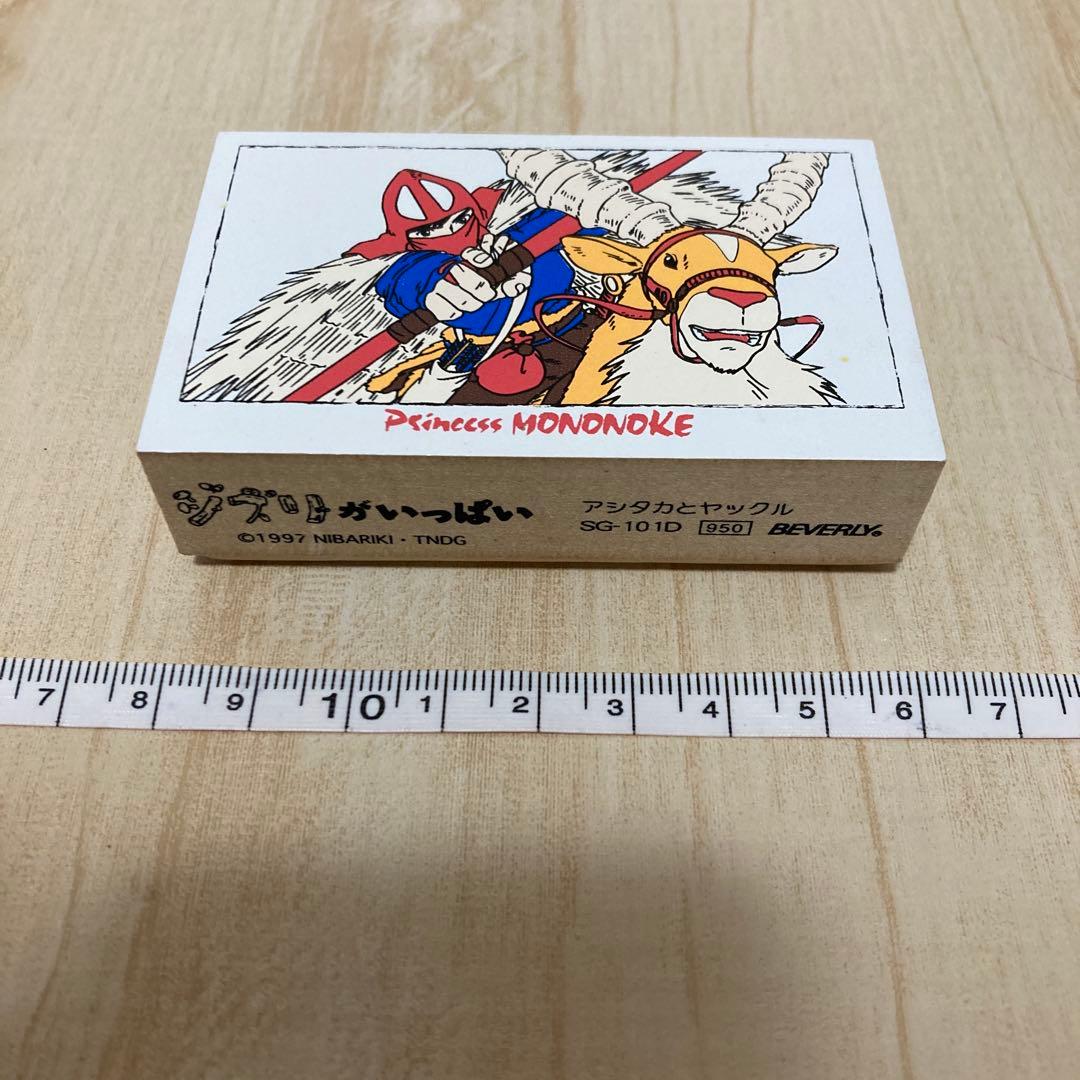 Princess MONONOKE
ジブリがいっぱい
©1997 NIBARIKI・TNDG
アシタカとヤックル
SG-101D 950 BEVERLY®
7 8 9 10 1 2 3 4 5 6 7